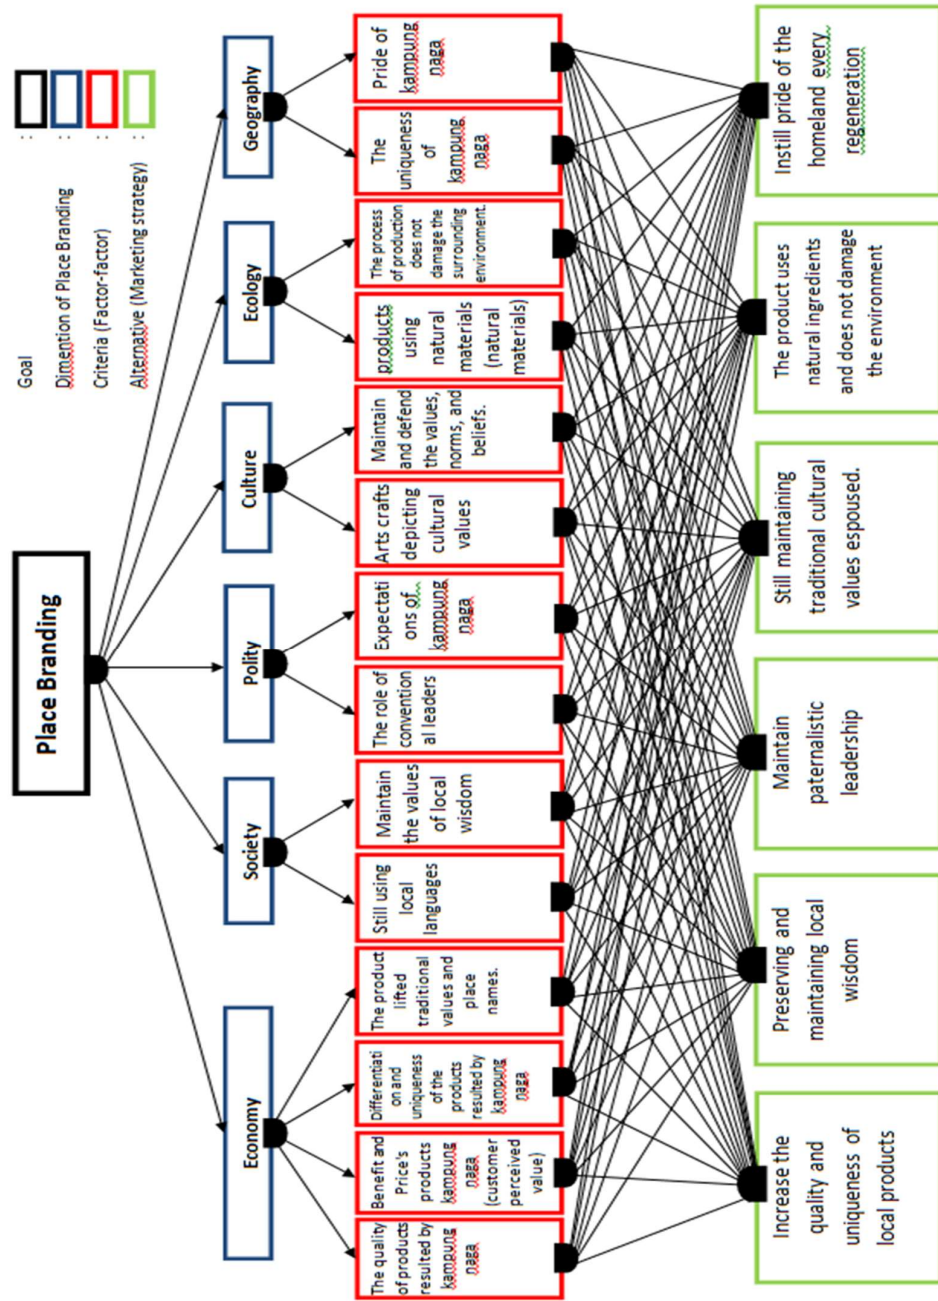 Goal :
Dimention of Place Branding :
Criteria (Factor-factor) :
Alternative (Marketing strategy) :
Place Branding
Economy
Society
Polity
Culture
Ecology
Geography
The quality
of products
resulted by
kampung
naga
Benefit and
Price's
products
kampung
naga
(customer
perceived
value)
Differentiati
on and
uniqueness
of the
products
resulted by
kampung
naga
The product
lifted
traditional
values and
place
names.
Still using
local
languages
Maintain
the values
of local
wisdom
The role of
convention
al leaders
Expectati
ons of
kampung
naga
Arts crafts
depicting
cultural
values
Maintain
and defend
the values,
norms, and
beliefs.
products
using
natural
materials
(natural
materials)
The process
of production
does not
damage the
surrounding
environment.
The
uniqueness
of
kampung
naga
Pride of
kampung
naga
Increase the
quality and
uniqueness of
local products
Preserving and
maintaining local
wisdom
Maintain
paternalistic
leadership
Still maintaining
traditional cultural
values espoused.
The product uses
natural ingredients
and does not damage
the environment
Instill pride of the
homeland every
regeneration